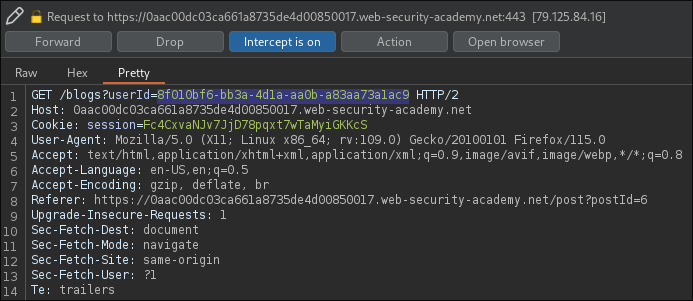 Request to https://0aac00dc03ca661a8735de4d00850017.web-security-academy.net:443 [79.125.84.16]
Forward Drop Intercept is on Action Open browser
Raw Hex Pretty
1 GET /blogs?userId=8f010bf6-bb3a-4d1a-aa0b-a83aa73a1ac9 HTTP/2
2 Host: 0aac00dc03ca661a8735de4d00850017.web-security-academy.net
3 Cookie: session=Fc4CxvaNJv7JjD78pqxt7wTaMyiGKKcS
4 User-Agent: Mozilla/5.0 (X11; Linux x86_64; rv:109.0) Gecko/20100101 Firefox/115.0
5 Accept: text/html,application/xhtml+xml,application/xml;q=0.9,image/avif,image/webp,*/*;q=0.8
6 Accept-Language: en-US,en;q=0.5
7 Accept-Encoding: gzip, deflate, br
8 Referer: https://0aac00dc03ca661a8735de4d00850017.web-security-academy.net/post?postId=6
9 Upgrade-Insecure-Requests: 1
10 Sec-Fetch-Dest: document
11 Sec-Fetch-Mode: navigate
12 Sec-Fetch-Site: same-origin
13 Sec-Fetch-User: ?1
14 Te: trailers